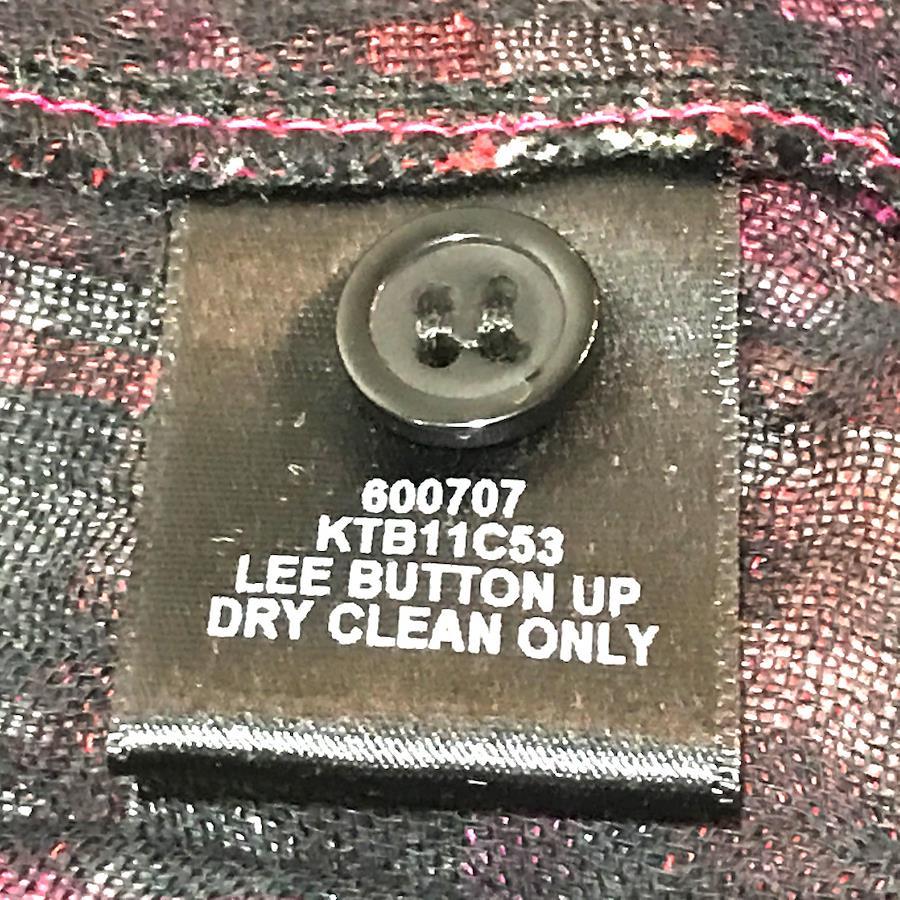 600707
KTB11C53
LEE BUTTON UP
DRY CLEAN ONLY